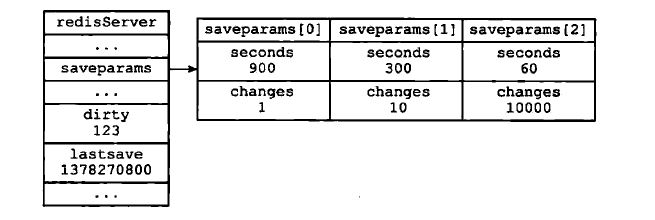 redisServer
...
saveparams
...
dirty
123
lastsave
1378270800
...
saveparams[0] saveparams[1] saveparams[2]
seconds seconds seconds
900 300 60
changes changes changes
1 10 10000